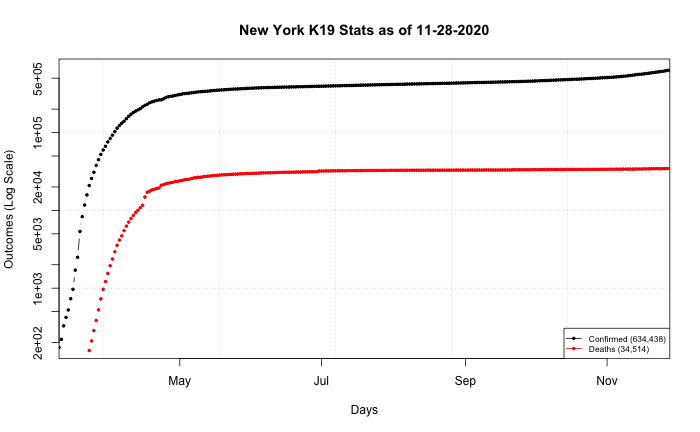 New York K19 Stats as of 11-28-2020
Outcomes (Log Scale)
5e+05
1e+05
2e+04
5e+03
1e+03
2e+02
Confirmed (634,438)
Deaths (34,514)
May
Jul
Sep
Nov
Days